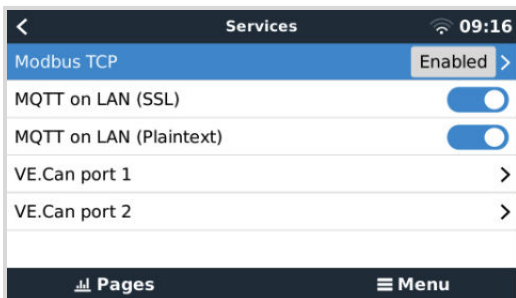 Services 09:16
Modbus TCP Enabled
MQTT on LAN (SSL)
MQTT on LAN (Plaintext)
VE.Can port 1
VE.Can port 2
Pages Menu